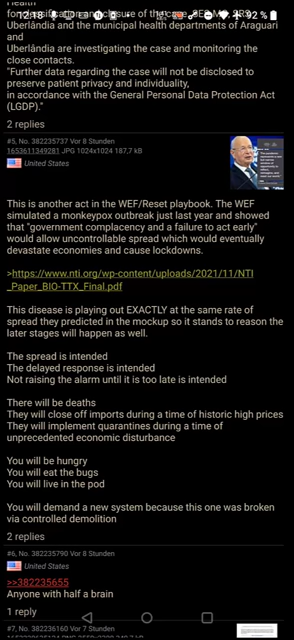 Health
for
12:18
92 %
Uberlândia and the municipal health departments of Araguari
and
Uberlândia are investigating the case and monitoring the
close contacts.
"Further data regarding the case will not be disclosed to
preserve patient privacy and individuality,
in accordance with the General Personal Data Protection Act
(LGDP)."
2 replies
#5, No. 382235737 Vor 8 Stunden
1653611349281 JPG 1024x1024 187,7 kB
United States
This is another act in the WEF/Reset playbook. The WEF
simulated a monkeypox outbreak just last year and showed
that "government complacency and a failure to act early"
would allow uncontrollable spread which would eventually
devastate economies and cause lockdowns.
>https://www.nti.org/wp-content/uploads/2021/11/NTI
_Paper_BIO-TTX_Final.pdf
This disease is playing out EXACTLY at the same rate of
spread they predicted in the mockup so it stands to reason the
later stages will happen as well.
The spread is intended
The delayed response is intended
Not raising the alarm until it is too late is intended
There will be deaths
They will close off imports during a time of historic high prices
They will implement quarantines during a time of
unprecedented economic disturbance
You will be hungry
You will eat the bugs
You will live in the pod
You will demand a new system because this one was broken
via controlled demolition
2 replies
#6, No. 382235790 Vor 8 Stunden
United States
>>382235655
Anyone with half a brain
1 reply
#7, No. 382236160 Vor 7 Stunden